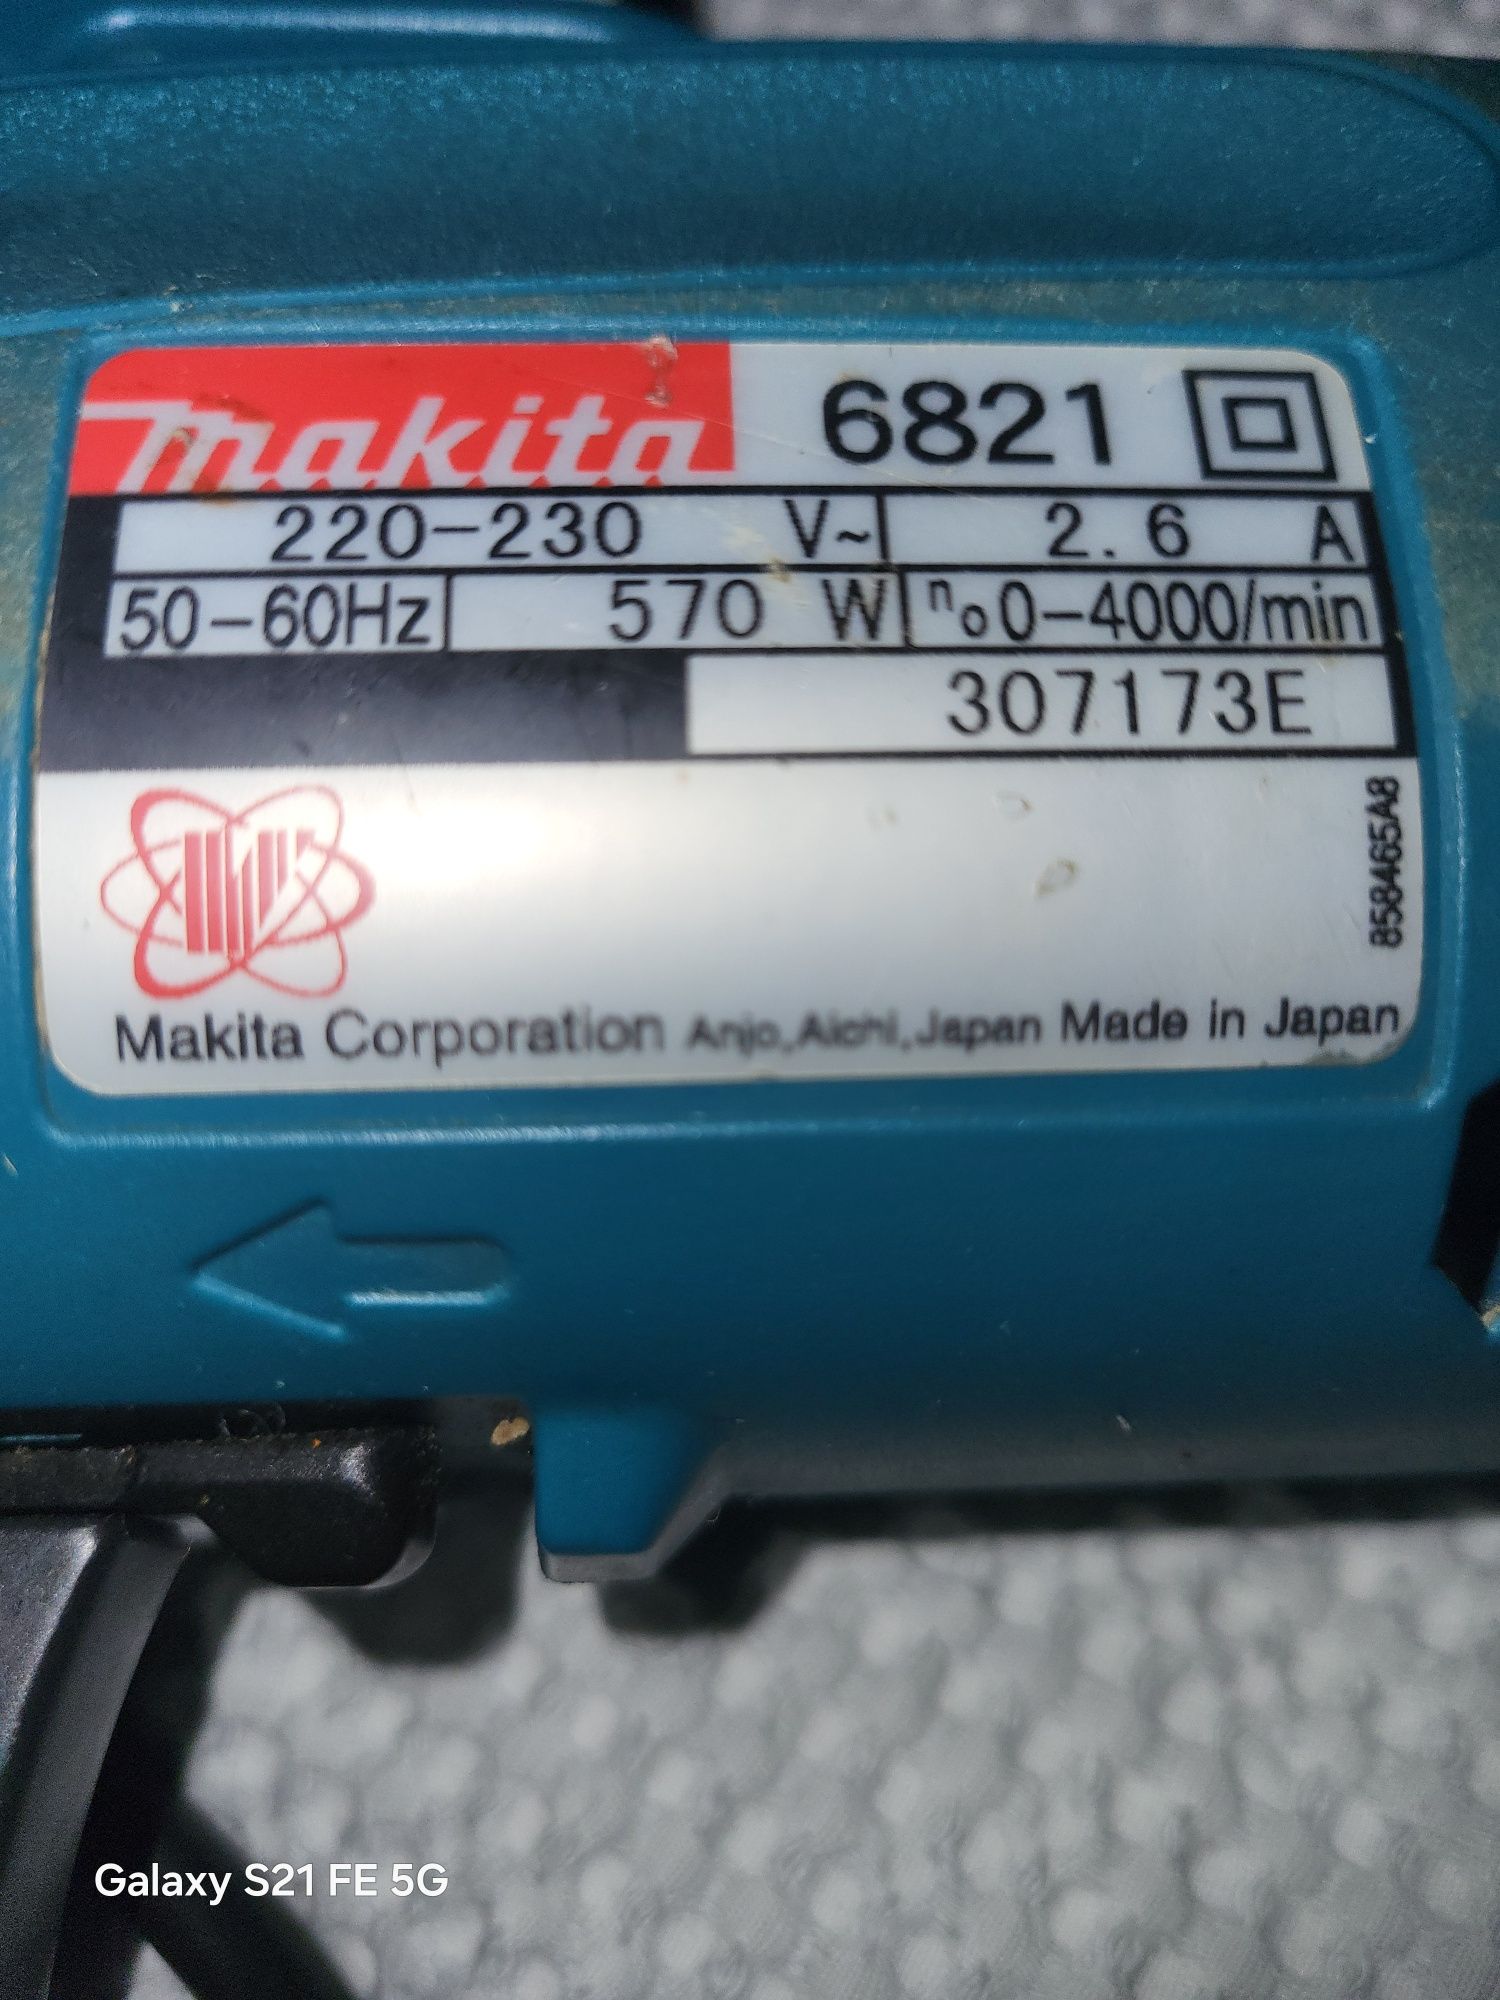 makita 6821
220-230 V~ 2.6 A
50-60Hz 570 W n₀0-4000/min
307173E
858465A8
Makita Corporation Anjo,Aichi,Japan Made in Japan
Galaxy S21 FE 5G